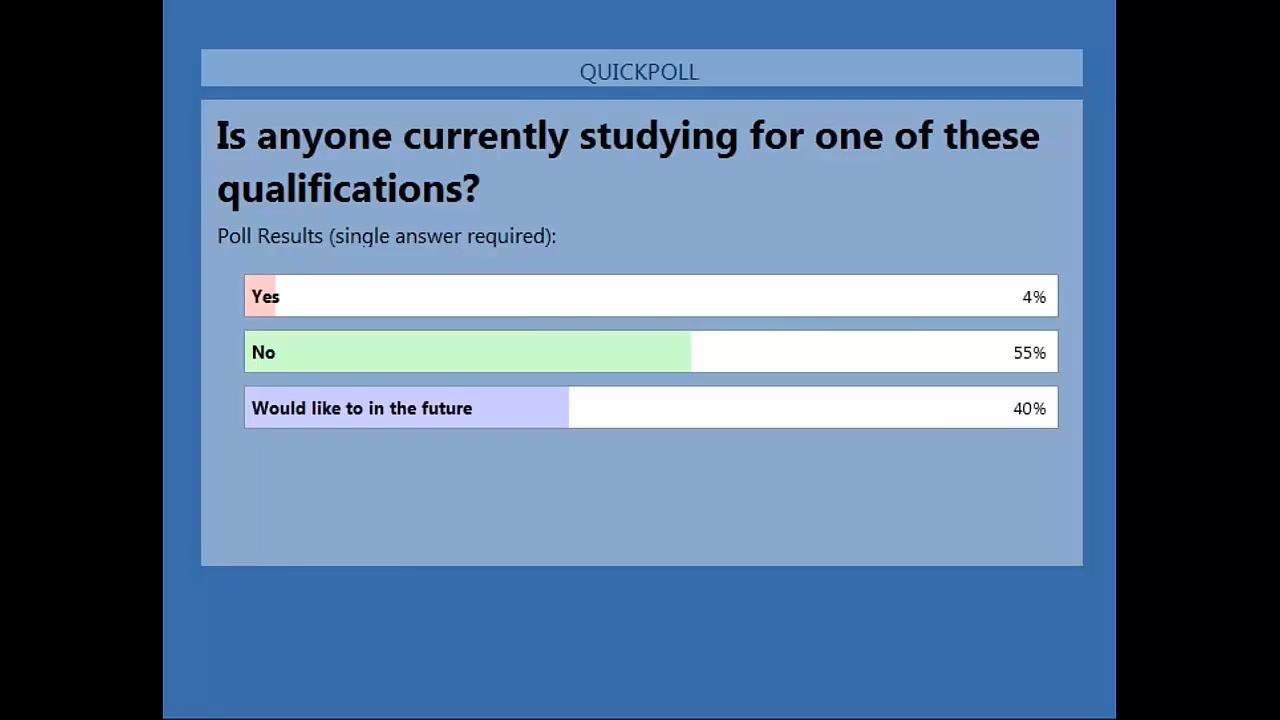 QUICKPOLL
Is anyone currently studying for one of these
qualifications?
Poll Results (single answer required):
Yes 4%
No 55%
Would like to in the future 40%